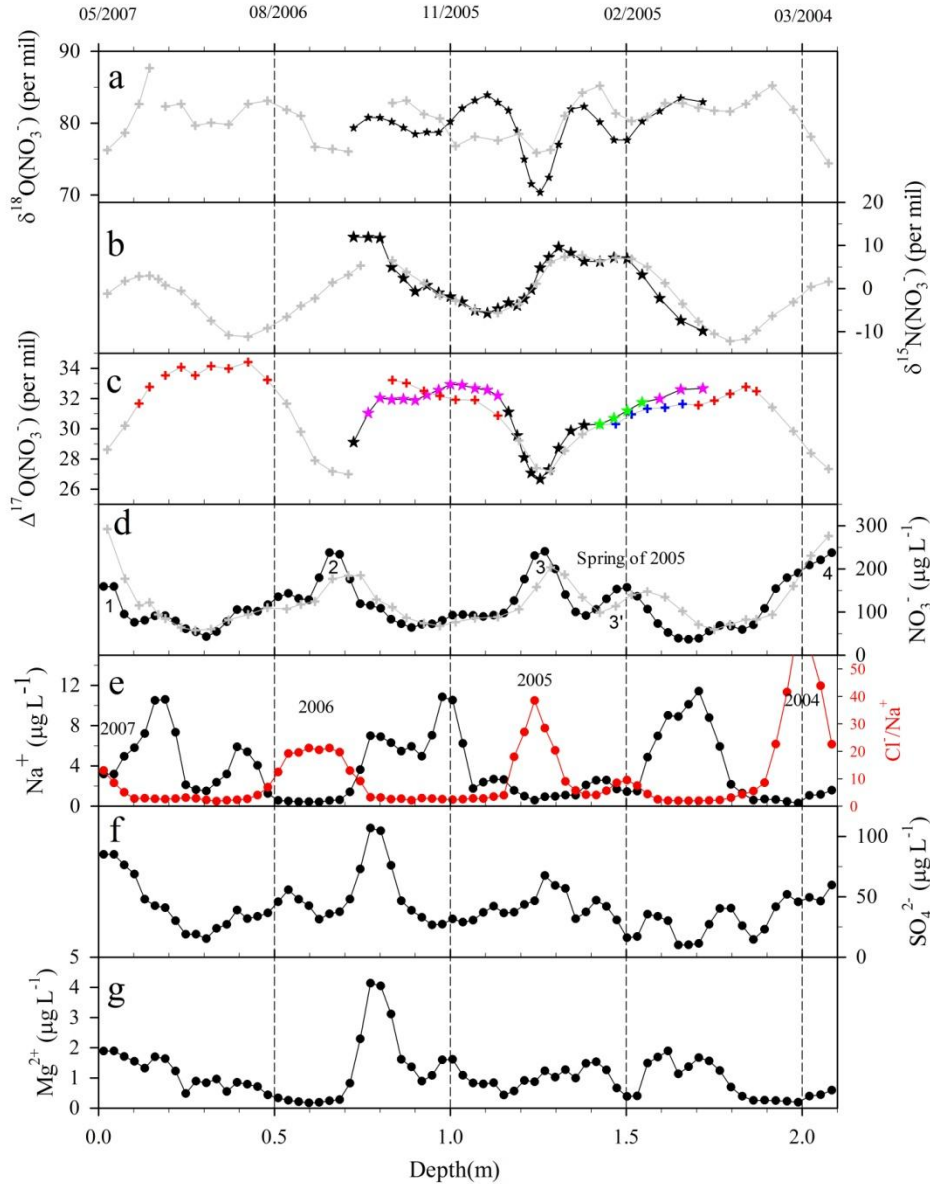 05/2007 08/2006 11/2005 02/2005 03/2004
a
δ18O(NO3-) (per mil)
90
80
70
b
δ15N(NO3-) (per mil)
20
10
0
-10
c
Δ17O(NO3-) (per mil)
34
32
30
28
26
d
NO3- (µg L-1)
300
200
100
0
1 2 3 3' 4
Spring of 2005
e
Na+ (µg L-1)
12
8
4
0
2007 2006 2005 2004
Cl-/Na+
50
40
30
20
10
0
f
SO42- (µg L-1)
100
50
0
g
Mg2+ (µg L-1)
5
4
3
2
1
0
0.0 0.5 1.0 1.5 2.0
Depth(m)